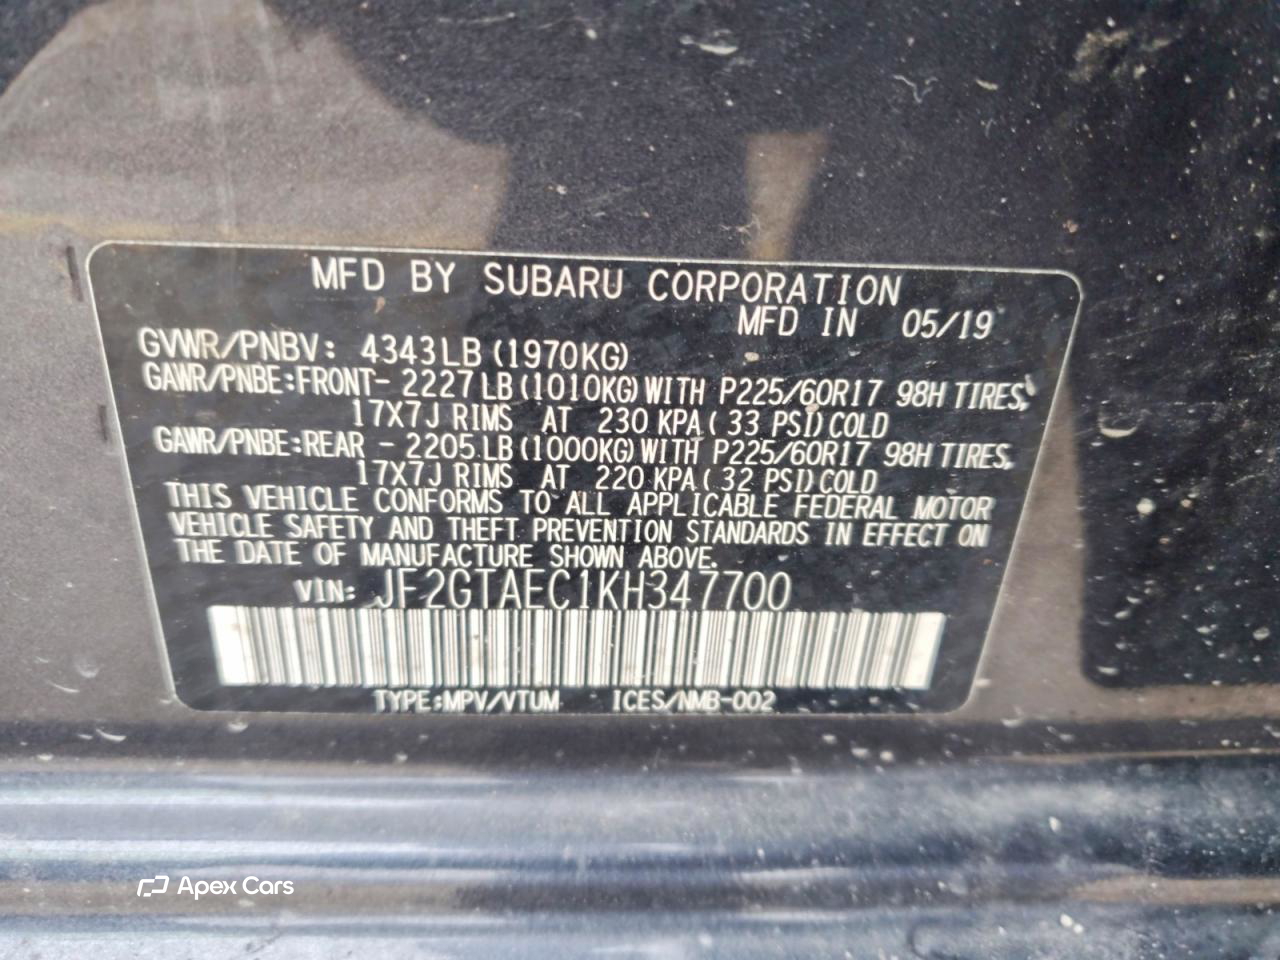 MFD BY SUBARU CORPORATION
MFD IN 05/19
GVWR/PNBV: 4343LB(1970KG)
GAWR/PNBE:FRONT- 2227LB(1010KG)WITH P225/60R17 98H TIRES,
17X7J RIMS AT 230 KPA( 33 PSI)COLD
GAWR/PNBE:REAR - 2205LB(1000KG)WITH P225/60R17 98H TIRES,
17X7J RIMS AT 220 KPA( 32 PSI)COLD
THIS VEHICLE CONFORMS TO ALL APPLICABLE FEDERAL MOTOR
VEHICLE SAFETY AND THEFT PREVENTION STANDARDS IN EFFECT ON
THE DATE OF MANUFACTURE SHOWN ABOVE.
VIN: JF2GTAEC1KH347700
TYPE:MPV/VTUM ICES/NMB-002
Apex Cars